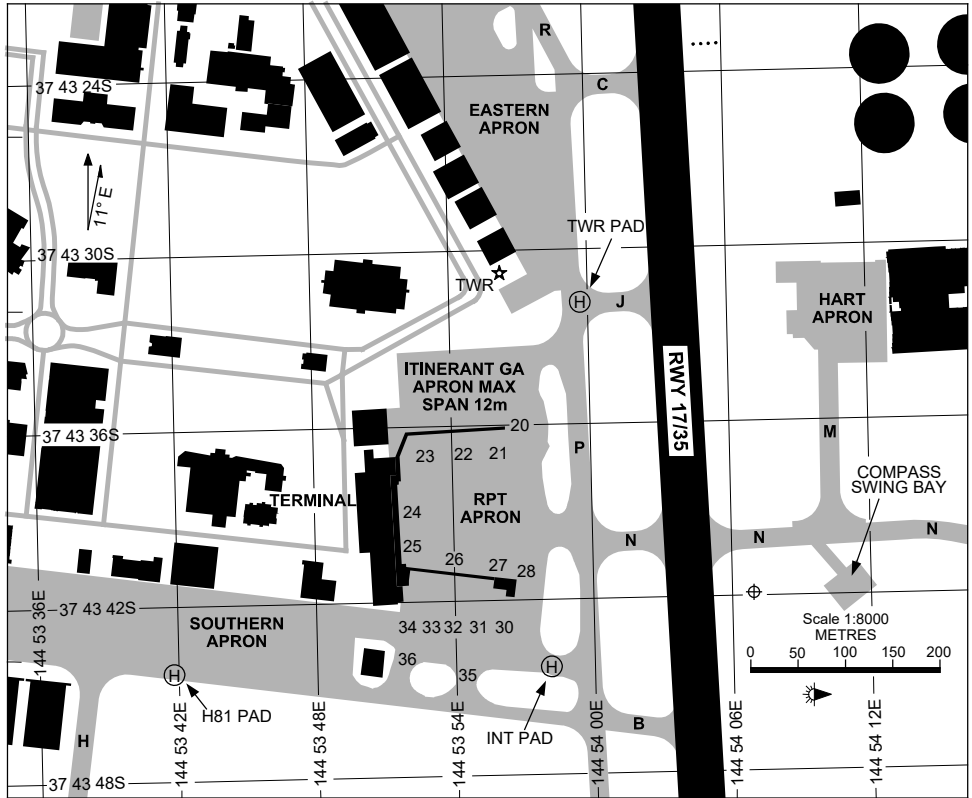 R
C
37 43 24S
EASTERN
APRON
11° E
TWR PAD
37 43 30S
TWR
H
J
HART
APRON
ITINERANT GA
APRON MAX
SPAN 12m
RWY 17/35
20
37 43 36S
23 22 21
P
M
COMPASS
SWING BAY
TERMINAL
24
RPT
APRON
25
26
27
28
N
N
N
37 43 42S
SOUTHERN
APRON
34 33 32 31 30
36
35
H
H
Scale 1:8000
METRES
0 50 100 150 200
H81 PAD
INT PAD
B
H
37 43 48S
144 53 36E
144 53 42E
144 53 48E
144 53 54E
144 54 00E
144 54 06E
144 54 12E